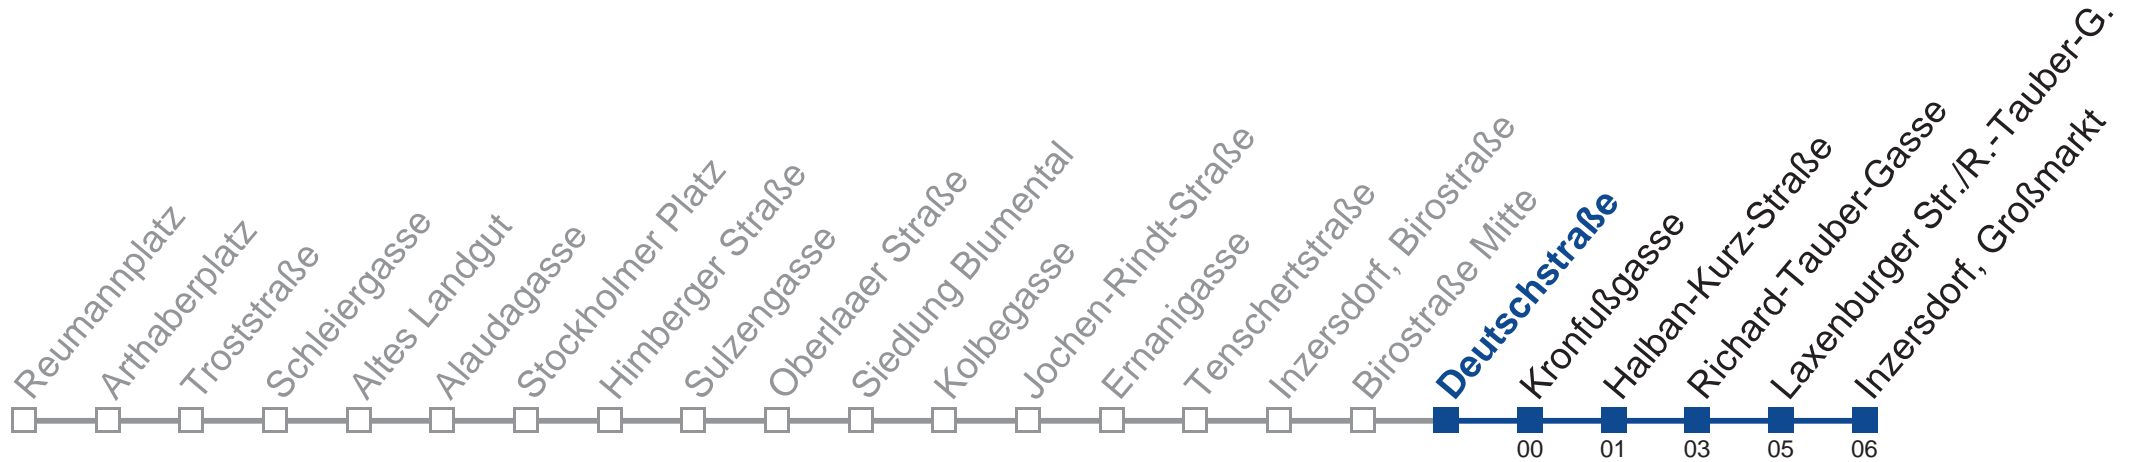 Reumannplatz
Arthaberplatz
Troststraße
Schleiergasse
Altes Landgut
Alaudagasse
Stockholmer Platz
Himberger Straße
Sulzengasse
Oberlaaer Straße
Siedlung Blumental
Kolbegasse
Jochen-Rindt-Straße
Ernanigasse
Tenschertstraße
Inzersdorf, Birostraße
Birostraße Mitte
Deutschstraße
Kronfußgasse
Halban-Kurz-Straße
Richard-Tauber-Gasse
Laxenburger Str./R.-Tauber-G.
Inzersdorf, Großmarkt
00 01 03 05 06